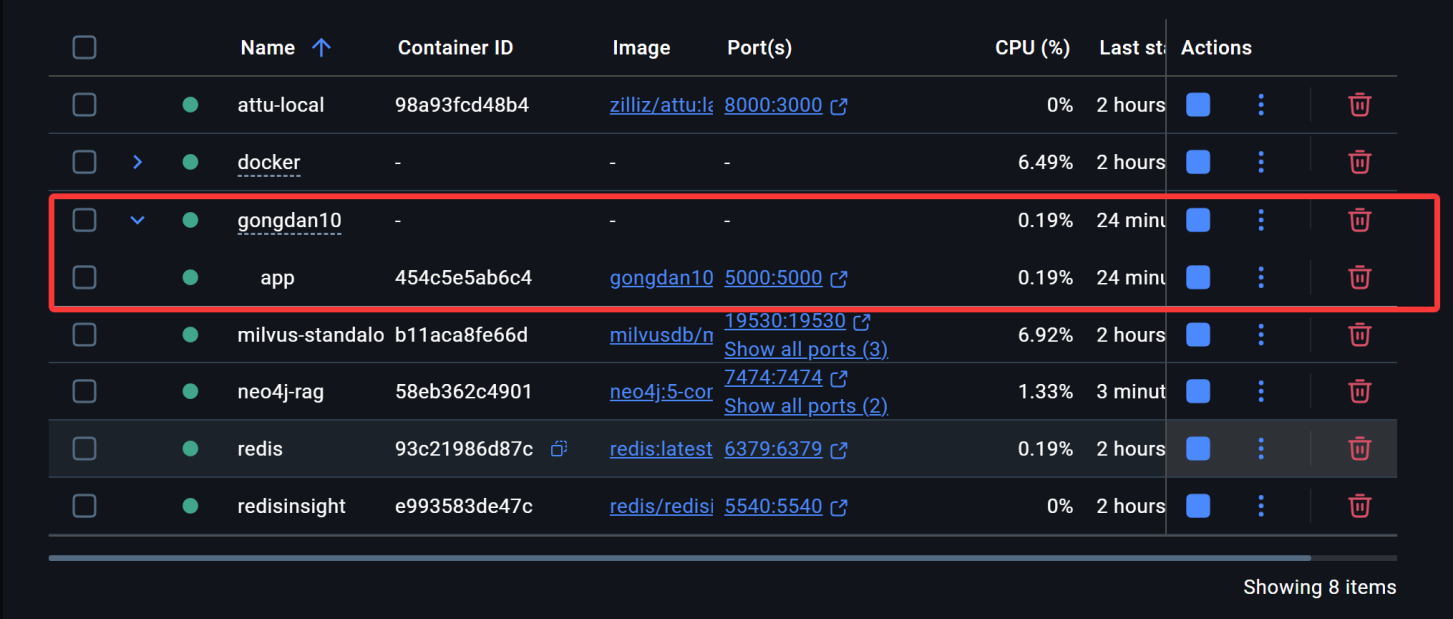 Name Container ID Image Port(s) CPU (%) Last sta Actions
attu-local 98a93fcd48b4 zilliz/attu:la 8000:3000 0% 2 hours
docker - - - 6.49% 2 hours
gongdan10 - - - 0.19% 24 minu
app 454c5e5ab6c4 gongdan10 5000:5000 0.19% 24 minu
milvus-standalo b11aca8fe66d milvusdb/m 19530:19530 6.92% 2 hours
Show all ports (3)
neo4j-rag 58eb362c4901 neo4j:5-cor 7474:7474 1.33% 3 minut
Show all ports (2)
redis 93c21986d87c redis:latest 6379:6379 0.19% 2 hours
redisinsight e993583de47c redis/redisi 5540:5540 0% 2 hours
Showing 8 items